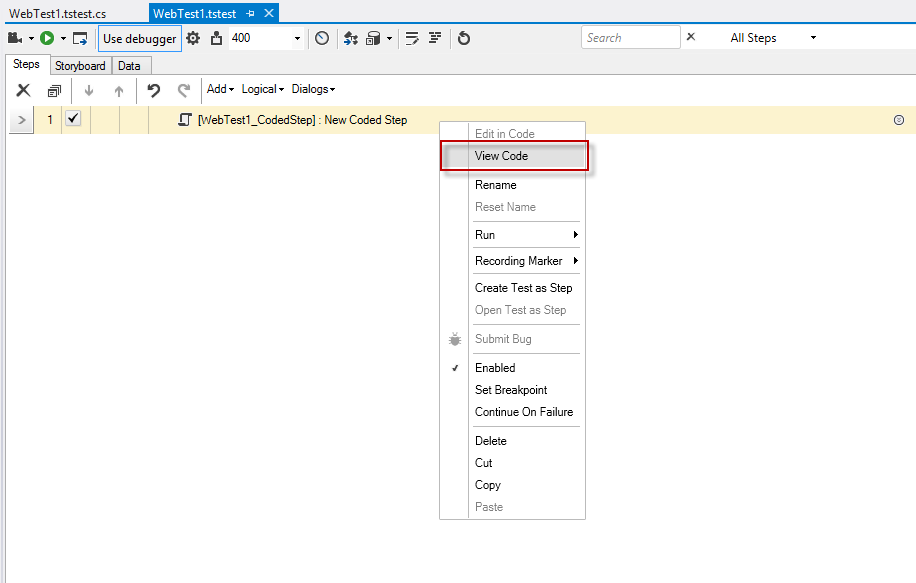 WebTest1.tstest.cs
WebTest1.tstest
Use debugger
400
Search
All Steps
Steps
Storyboard
Data
Add
Logical
Dialogs
1
[WebTest1_CodedStep] : New Coded Step
Edit in Code
View Code
Rename
Reset Name
Run
Recording Marker
Create Test as Step
Open Test as Step
Submit Bug
Enabled
Set Breakpoint
Continue On Failure
Delete
Cut
Copy
Paste